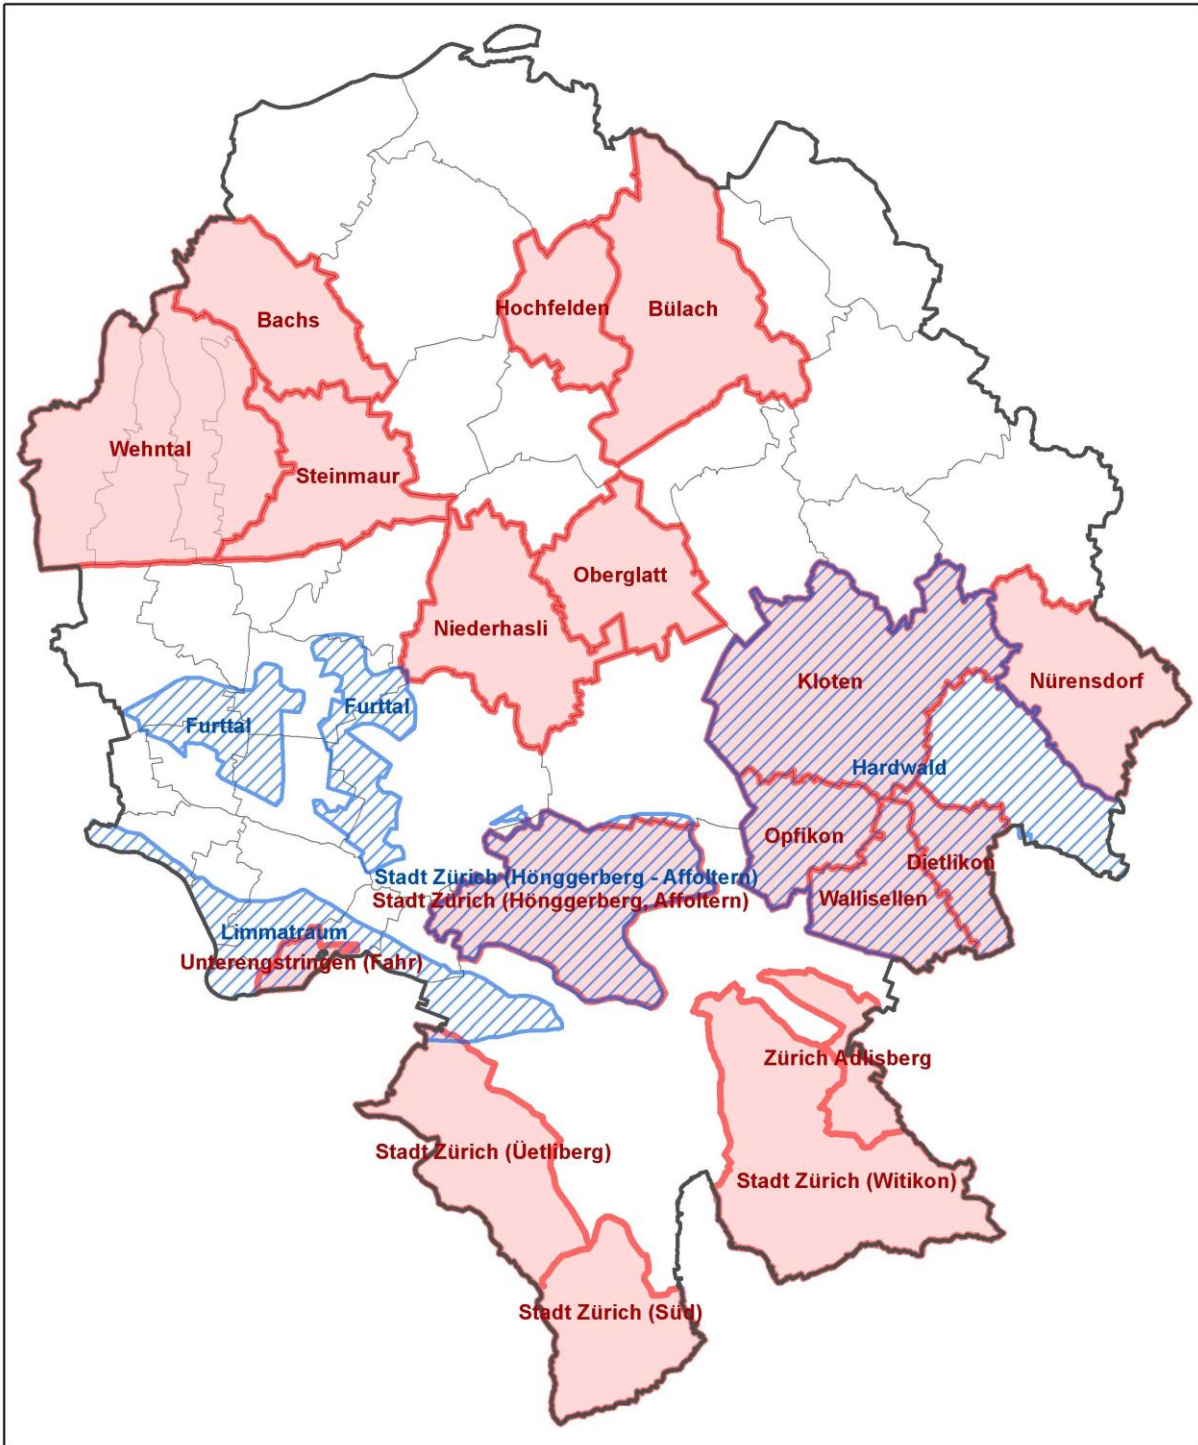 Hochfelden
Bülach
Bachs
Wehntal
Steinmaur
Oberglatt
Niederhasli
Kloten
Nürensdorf
Furttal
Furttal
Hardwald
Opfikon
Dietlikon
Stadt Zürich (Hönggerberg - Affoltern)
Stadt Zürich (Hönggerberg, Affoltern)
Wallisellen
Limmatraum
Unterengstringen (Fahr)
Zürich Adlisberg
Stadt Zürich (Üetliberg)
Stadt Zürich (Witikon)
Stadt Zürich (Süd)